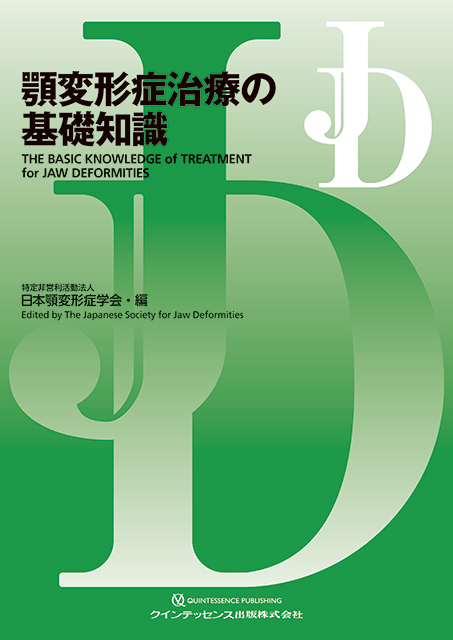 JD
顎変形症治療の
基礎知識
THE BASIC KNOWLEDGE of TREATMENT
for JAW DEFORMITIES
特定非営利活動法人
日本顎変形症学会・編
Edited by The Japanese Society for Jaw Deformities
QUINTESSENCE PUBLISHING
クインテッセンス出版株式会社